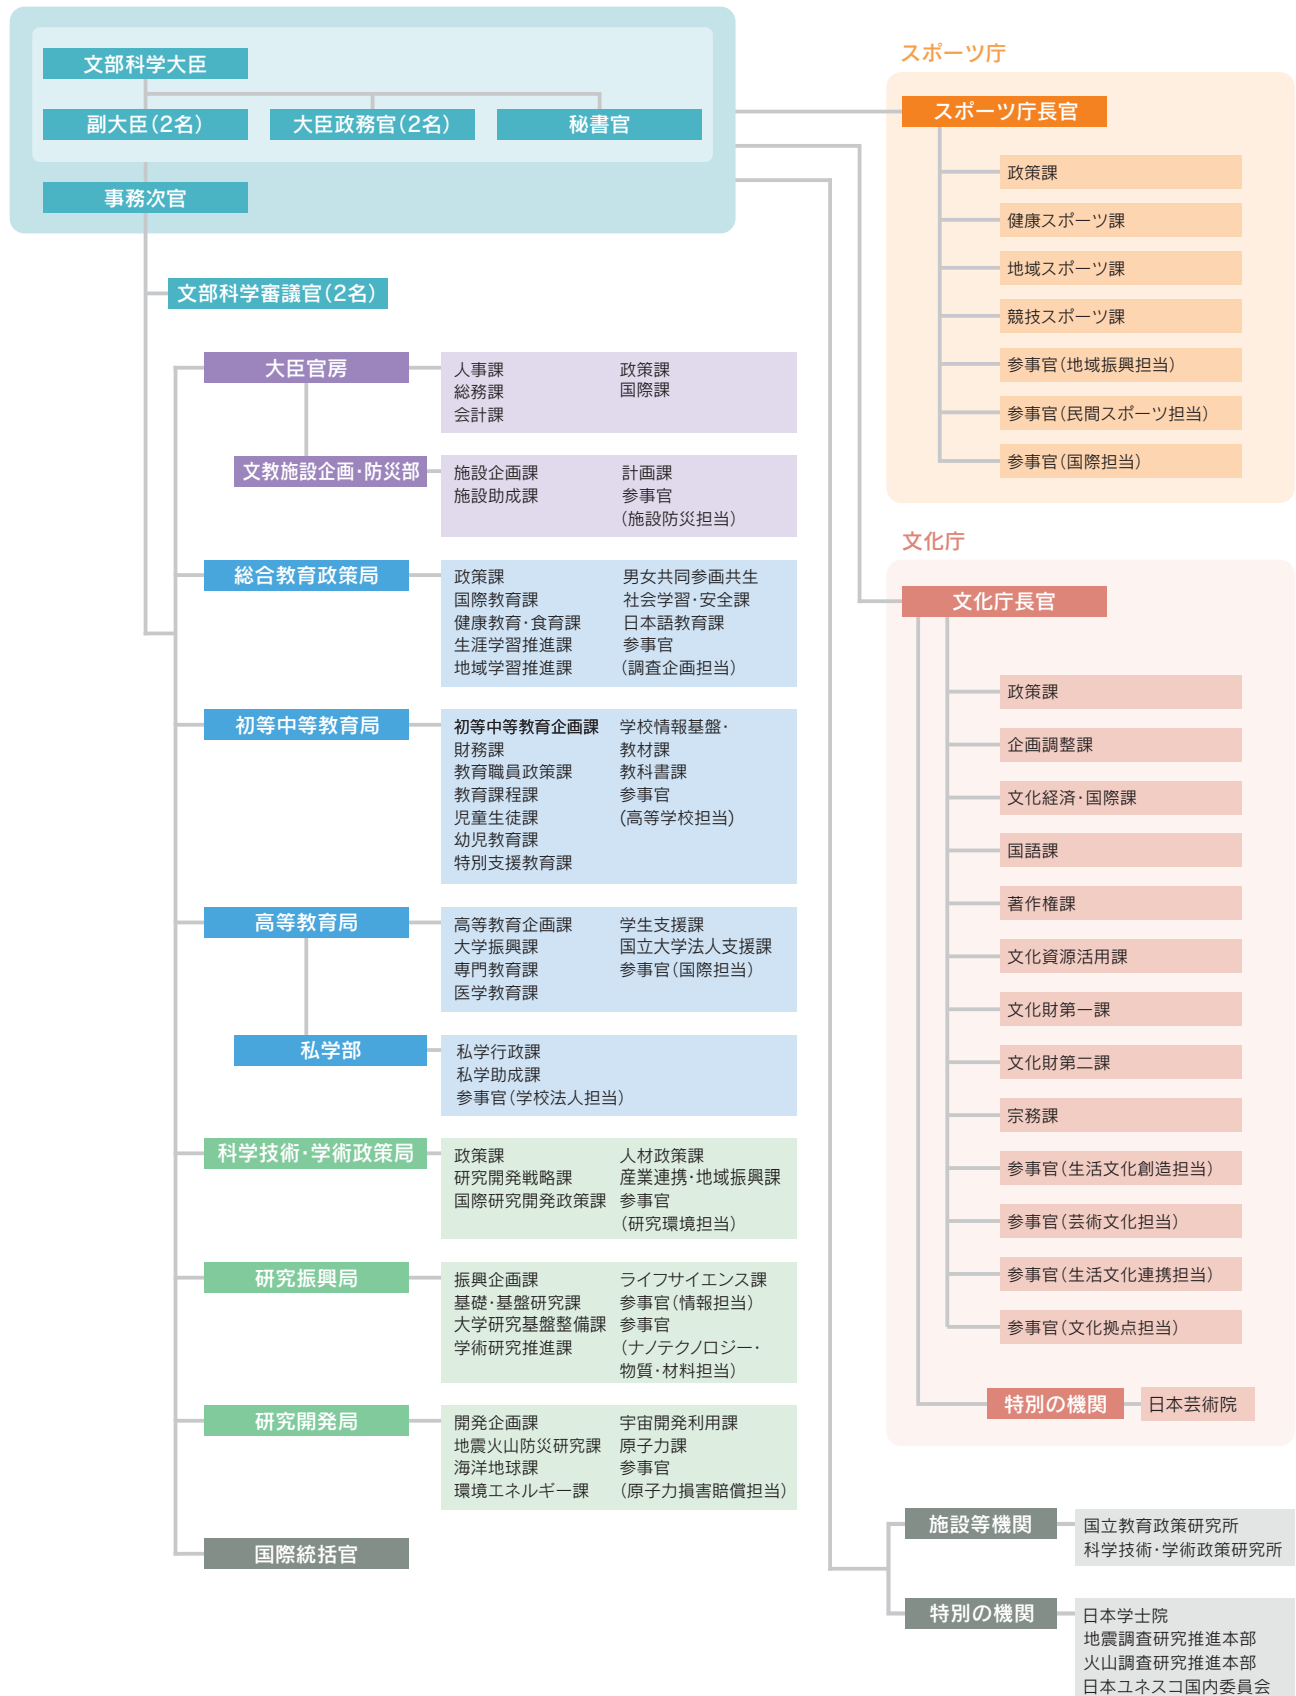 文部科学大臣
副大臣(2名)
大臣政務官(2名)
秘書官
事務次官
文部科学審議官(2名)
大臣官房
人事課
総務課
会計課
政策課
国際課
文教施設企画・防災部
施設企画課
施設助成課
計画課
参事官
(施設防災担当)
総合教育政策局
政策課
国際教育課
健康教育・食育課
生涯学習推進課
地域学習推進課
男女共同参画共生
社会学習・安全課
日本語教育課
参事官
(調査企画担当)
初等中等教育局
初等中等教育企画課
財務課
教育職員政策課
教育課程課
児童生徒課
幼児教育課
特別支援教育課
学校情報基盤・
教材課
教科書課
参事官
(高等学校担当)
高等教育局
高等教育企画課
大学振興課
専門教育課
医学教育課
学生支援課
国立大学法人支援課
参事官(国際担当)
私学部
私学行政課
私学助成課
参事官(学校法人担当)
科学技術・学術政策局
政策課
研究開発戦略課
国際研究開発政策課
人材政策課
産業連携・地域振興課
参事官
(研究環境担当)
研究振興局
振興企画課
基礎・基盤研究課
大学研究基盤整備課
学術研究推進課
ライフサイエンス課
参事官(情報担当)
参事官
(ナノテクノロジー・
物質・材料担当)
研究開発局
開発企画課
地震火山防災研究課
海洋地球課
環境エネルギー課
宇宙開発利用課
原子力課
参事官
(原子力損害賠償担当)
国際統括官
スポーツ庁
スポーツ庁長官
政策課
健康スポーツ課
地域スポーツ課
競技スポーツ課
参事官(地域振興担当)
参事官(民間スポーツ担当)
参事官(国際担当)
文化庁
文化庁長官
政策課
企画調整課
文化経済・国際課
国語課
著作権課
文化資源活用課
文化財第一課
文化財第二課
宗務課
参事官(生活文化創造担当)
参事官(芸術文化担当)
参事官(生活文化連携担当)
参事官(文化拠点担当)
特別の機関
日本芸術院
施設等機関
国立教育政策研究所
科学技術・学術政策研究所
特別の機関
日本学士院
地震調査研究推進本部
火山調査研究推進本部
日本ユネスコ国内委員会